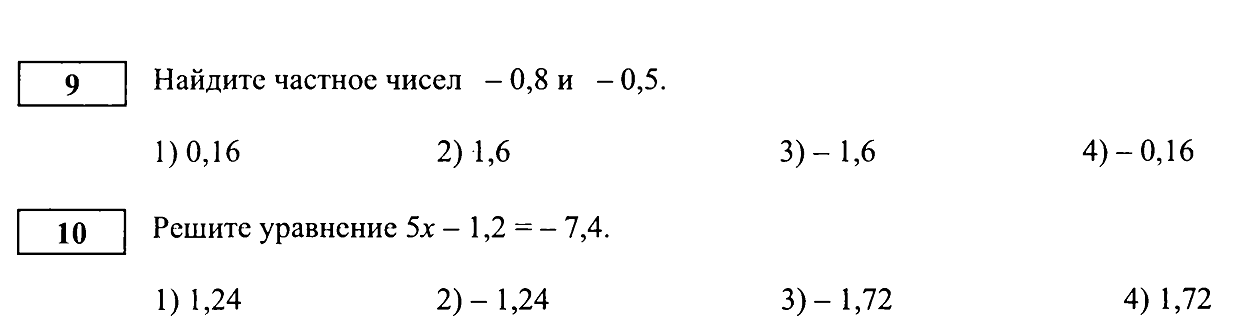 9 Найдите частное чисел – 0,8 и – 0,5.
1) 0,16 2) 1,6 3) – 1,6 4) – 0,16
10 Решите уравнение 5x – 1,2 = – 7,4.
1) 1,24 2) – 1,24 3) – 1,72 4) 1,72